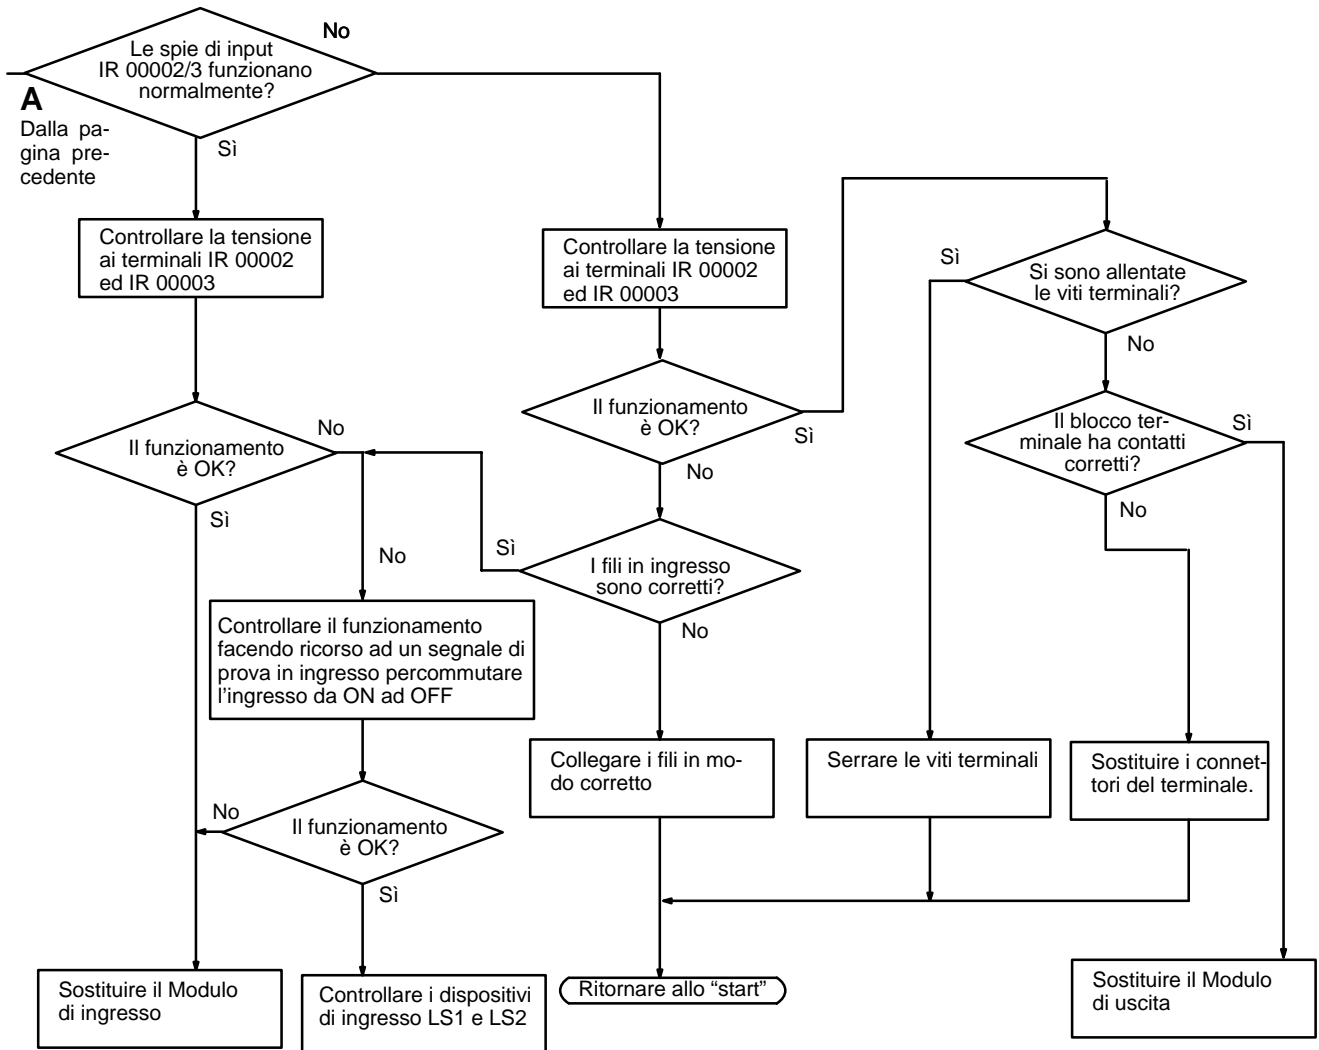 Le spie di input
IR 00002/3 funzionano
normalmente?
No
A
Dalla pa-
gina pre-
cedente
Sì
Controllare la tensione
ai terminali IR 00002
ed IR 00003
Controllare la tensione
ai terminali IR 00002
ed IR 00003
Sì
Si sono allentate
le viti terminali?
No
Il funzionamento
è OK?
No
Sì
Il funzionamento
è OK?
Sì
No
Il blocco ter-
minale ha contatti
corretti?
Sì
No
No
Sì
I fili in ingresso
sono corretti?
No
Controllare il funzionamento
facendo ricorso ad un segnale di
prova in ingresso percommutare
l'ingresso da ON ad OFF
Collegare i fili in mo-
do corretto
Serrare le viti terminali
Sostituire i connet-
tori del terminale.
No
Il funzionamento
è OK?
Sì
Sostituire il Modulo
di ingresso
Controllare i dispositivi
di ingresso LS1 e LS2
Ritornare allo “start”
Sostituire il Modulo
di uscita